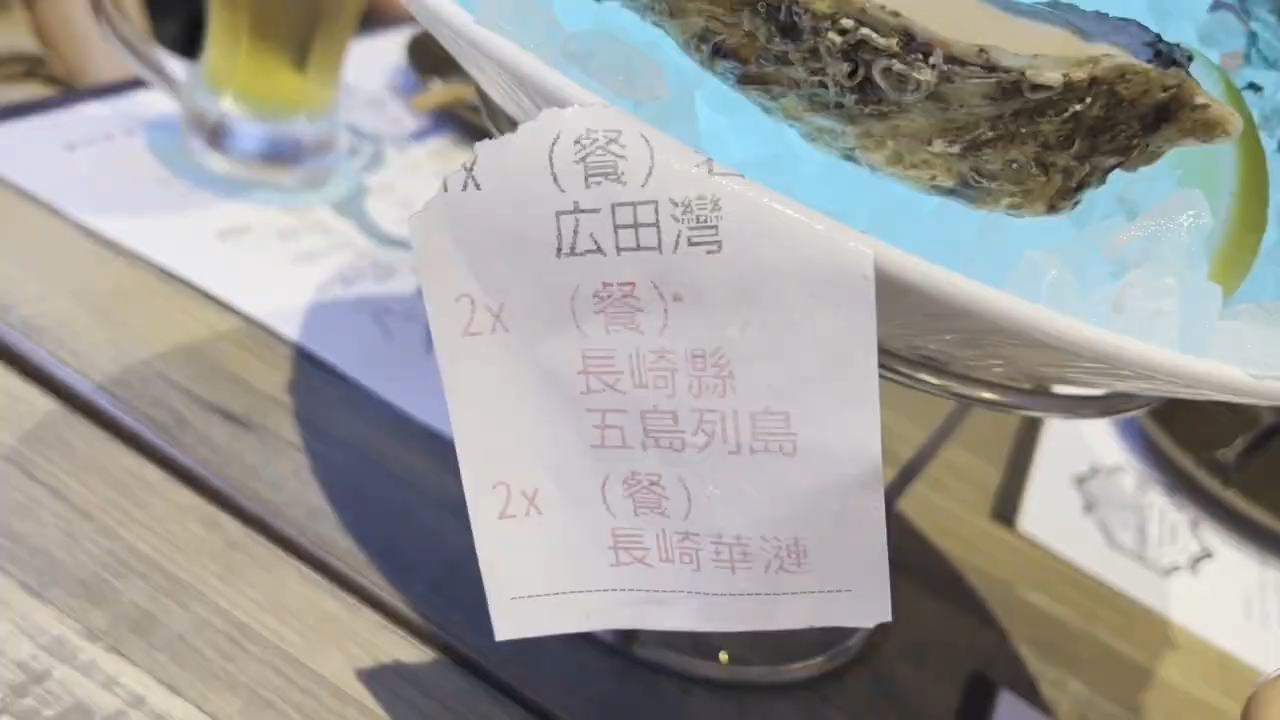 1x （餐）
広田灣
2x （餐）
長崎縣
五島列島
2x （餐）
長崎華漣